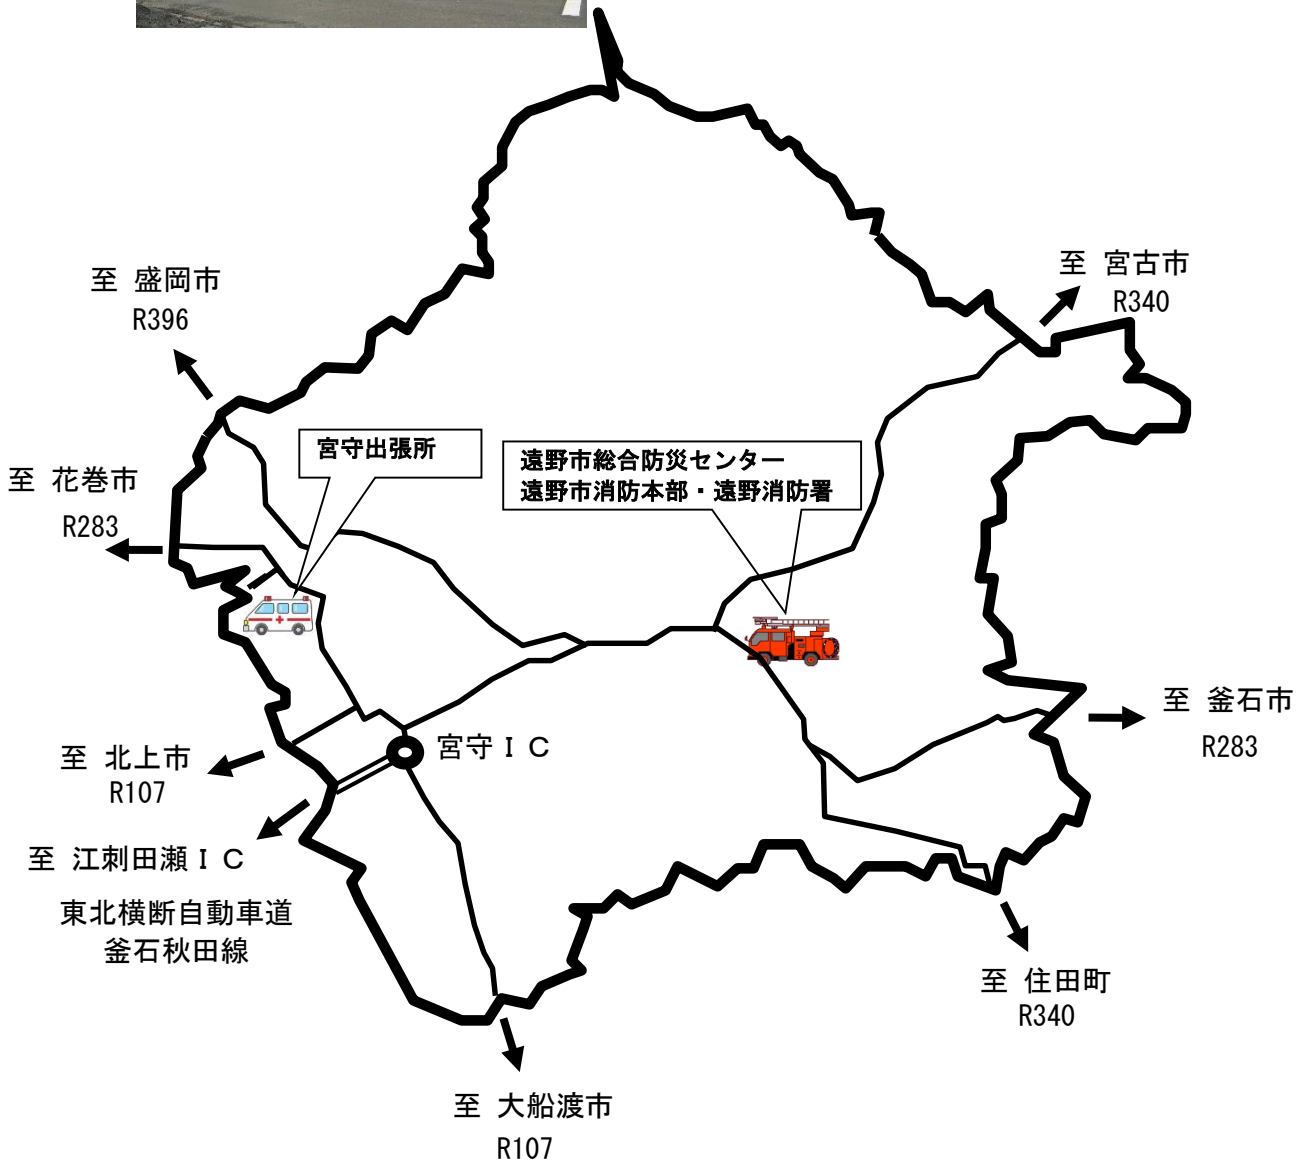 至 盛岡市
R396
至 宮古市
R340
宮守出張所
遠野市総合防災センター
遠野市消防本部・遠野消防署
至 花巻市
R283
至 釜石市
R283
宮守ＩＣ
至 北上市
R107
至 江刺田瀬ＩＣ
東北横断自動車道
釜石秋田線
至 住田町
R340
至 大船渡市
R107